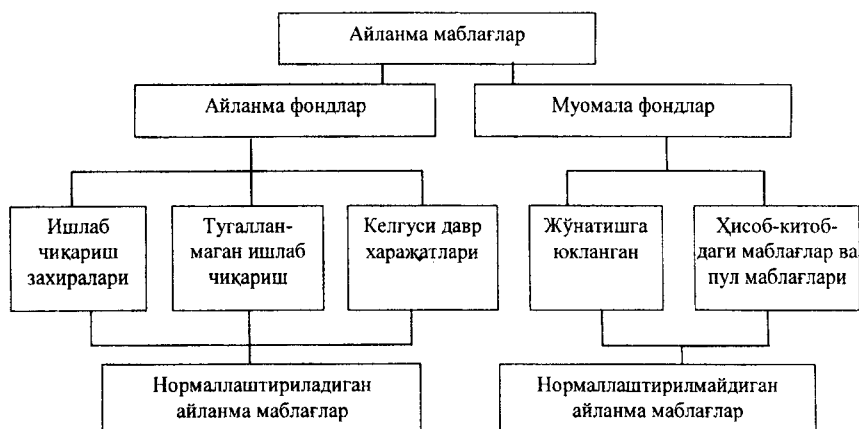 Айланма маблағлар
Айланма фондлар
Муомала фондлар
Ишлаб
чиқариш
захиралари
Тугаллан-
маган ишлаб
чиқариш
Келгуси давр
харажатлари
Жўнатишга
юкланган
Ҳисоб-китоб-
даги маблағлар ва
пул маблағлари
Нормаллаштириладиган
айланма маблағлар
Нормаллаштирилмайдиган
айланма маблағлар